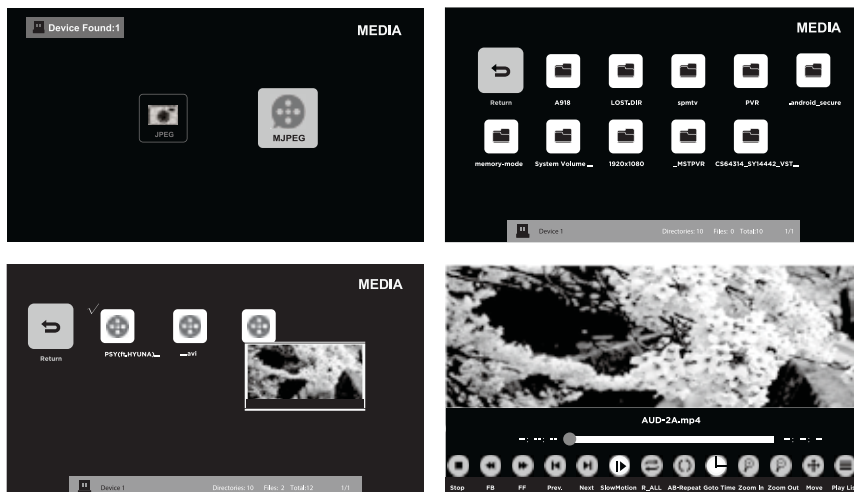 Device Found:1
MEDIA
JPEG
MJPEG
MEDIA
Return
A918
LOST.DIR
spmtv
PVR
.android_secure
memory-mode
System Volume _
1920x1080
_MSTPVR
CS64314_SY14442_VST_
Device 1
Directories: 10 Files: 0 Total:10 1/1
MEDIA
Return
PSY(ft.HYUNA)_
_avi
Device 1
Directories: 10 Files: 2 Total:12 1/1
AUD-2A.mp4
-: --: -- -: -: -
Stop FB FF Prev. Next SlowMotion R_ALL AB-Repeat Goto Time Zoom In Zoom Out Move Play Lis